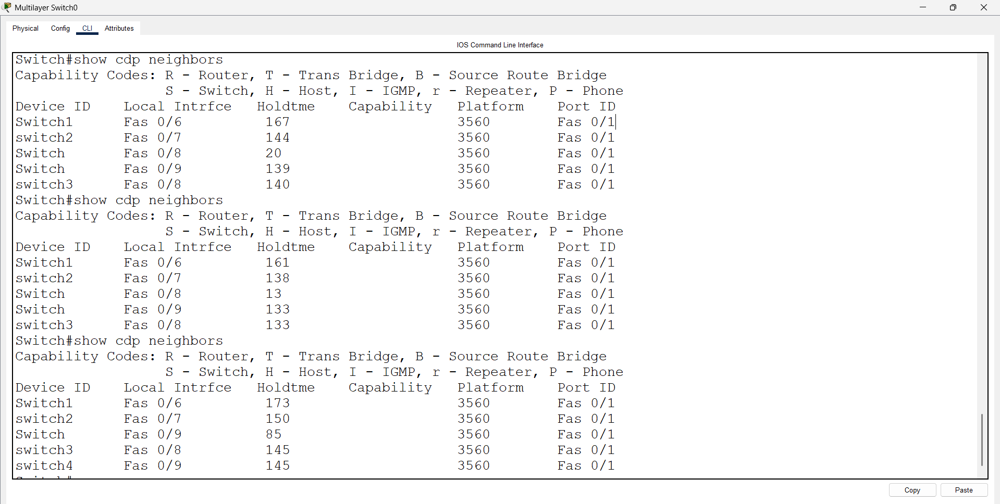 Multilayer Switch0
Physical Config CLI Attributes
IOS Command Line Interface
Switch#show cdp neighbors
Capability Codes: R - Router, T - Trans Bridge, B - Source Route Bridge
S - Switch, H - Host, I - IGMP, r - Repeater, P - Phone
Device ID Local Intrfce Holdtme Capability Platform Port ID
Switch1 Fas 0/6 167 3560 Fas 0/1
switch2 Fas 0/7 144 3560 Fas 0/1
Switch Fas 0/8 20 3560 Fas 0/1
Switch Fas 0/9 139 3560 Fas 0/1
switch3 Fas 0/8 140 3560 Fas 0/1
Switch#show cdp neighbors
Capability Codes: R - Router, T - Trans Bridge, B - Source Route Bridge
S - Switch, H - Host, I - IGMP, r - Repeater, P - Phone
Device ID Local Intrfce Holdtme Capability Platform Port ID
Switch1 Fas 0/6 161 3560 Fas 0/1
switch2 Fas 0/7 138 3560 Fas 0/1
Switch Fas 0/8 13 3560 Fas 0/1
Switch Fas 0/9 133 3560 Fas 0/1
switch3 Fas 0/8 133 3560 Fas 0/1
Switch#show cdp neighbors
Capability Codes: R - Router, T - Trans Bridge, B - Source Route Bridge
S - Switch, H - Host, I - IGMP, r - Repeater, P - Phone
Device ID Local Intrfce Holdtme Capability Platform Port ID
Switch1 Fas 0/6 173 3560 Fas 0/1
switch2 Fas 0/7 150 3560 Fas 0/1
Switch Fas 0/9 85 3560 Fas 0/1
switch3 Fas 0/8 145 3560 Fas 0/1
switch4 Fas 0/9 145 3560 Fas 0/1
Copy Paste